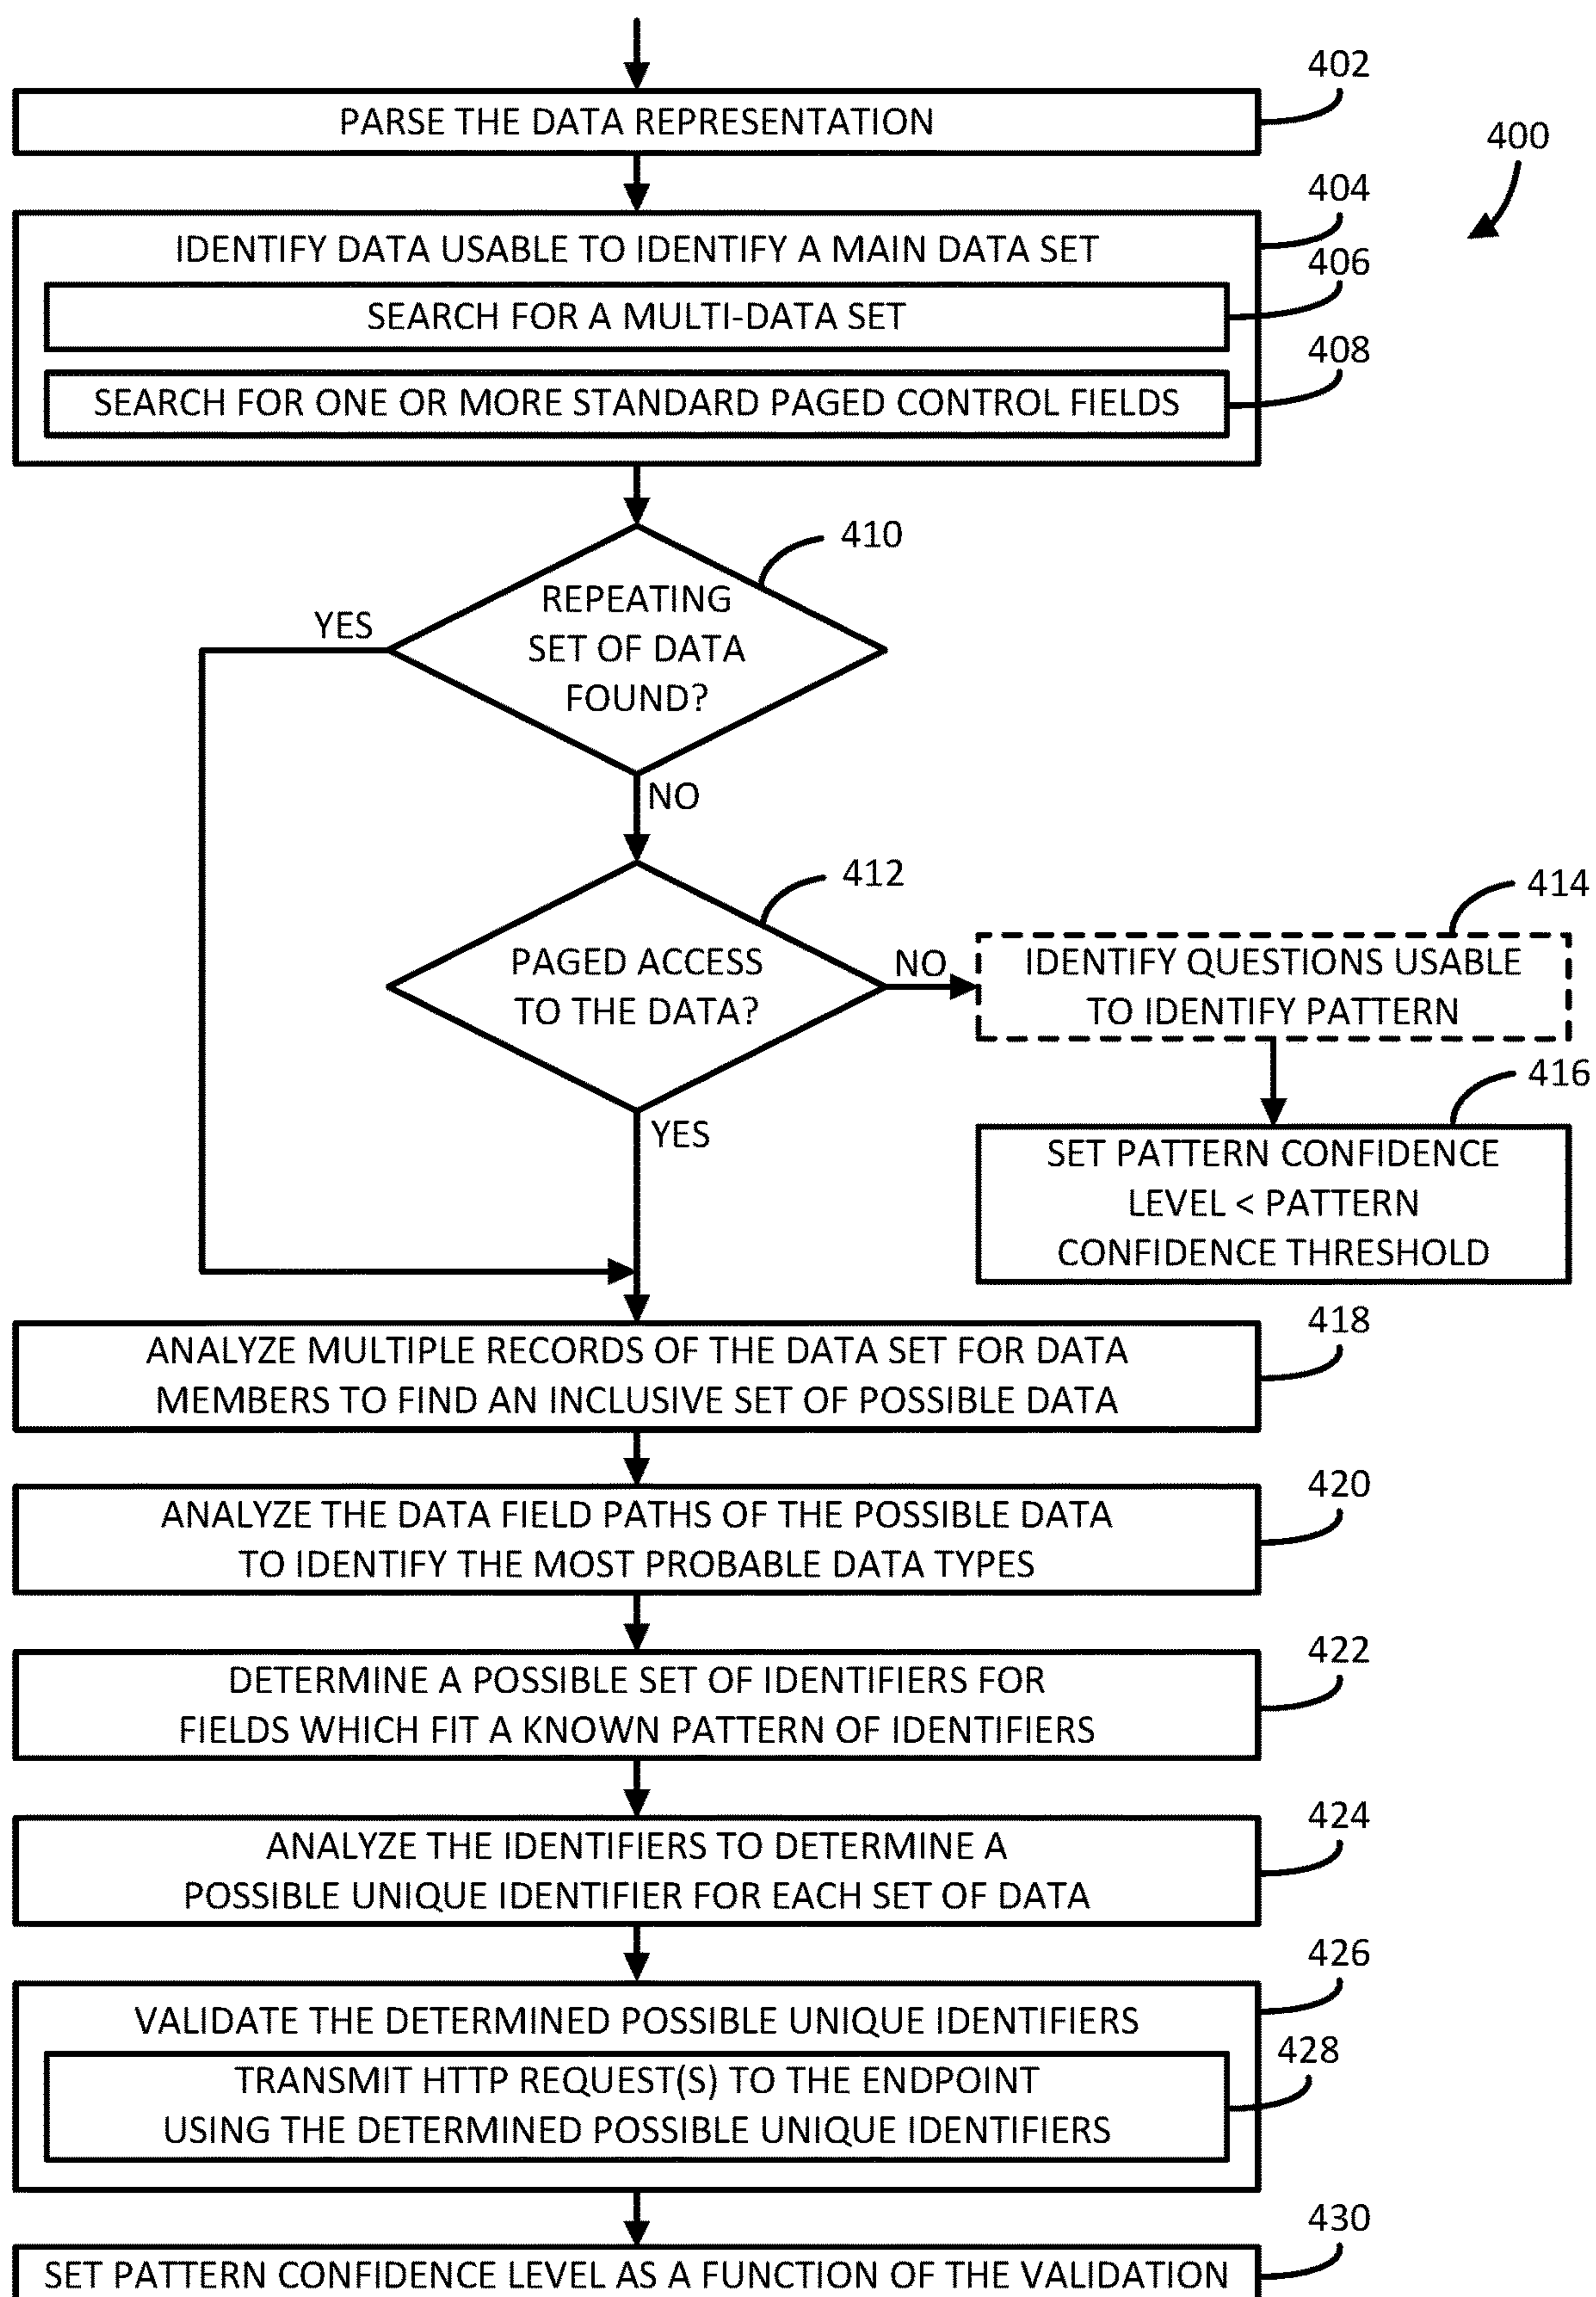 402
PARSE THE DATA REPRESENTATION
400
404
IDENTIFY DATA USABLE TO IDENTIFY A MAIN DATA SET
406
SEARCH FOR A MULTI-DATA SET
408
SEARCH FOR ONE OR MORE STANDARD PAGED CONTROL FIELDS
410
REPEATING
SET OF DATA
FOUND?
YES
NO
412
PAGED ACCESS
TO THE DATA?
NO
YES
414
IDENTIFY QUESTIONS USABLE
TO IDENTIFY PATTERN
416
SET PATTERN CONFIDENCE
LEVEL < PATTERN
CONFIDENCE THRESHOLD
418
ANALYZE MULTIPLE RECORDS OF THE DATA SET FOR DATA
MEMBERS TO FIND AN INCLUSIVE SET OF POSSIBLE DATA
420
ANALYZE THE DATA FIELD PATHS OF THE POSSIBLE DATA
TO IDENTIFY THE MOST PROBABLE DATA TYPES
422
DETERMINE A POSSIBLE SET OF IDENTIFIERS FOR
FIELDS WHICH FIT A KNOWN PATTERN OF IDENTIFIERS
424
ANALYZE THE IDENTIFIERS TO DETERMINE A
POSSIBLE UNIQUE IDENTIFIER FOR EACH SET OF DATA
426
VALIDATE THE DETERMINED POSSIBLE UNIQUE IDENTIFIERS
428
TRANSMIT HTTP REQUEST(S) TO THE ENDPOINT
USING THE DETERMINED POSSIBLE UNIQUE IDENTIFIERS
430
SET PATTERN CONFIDENCE LEVEL AS A FUNCTION OF THE VALIDATION